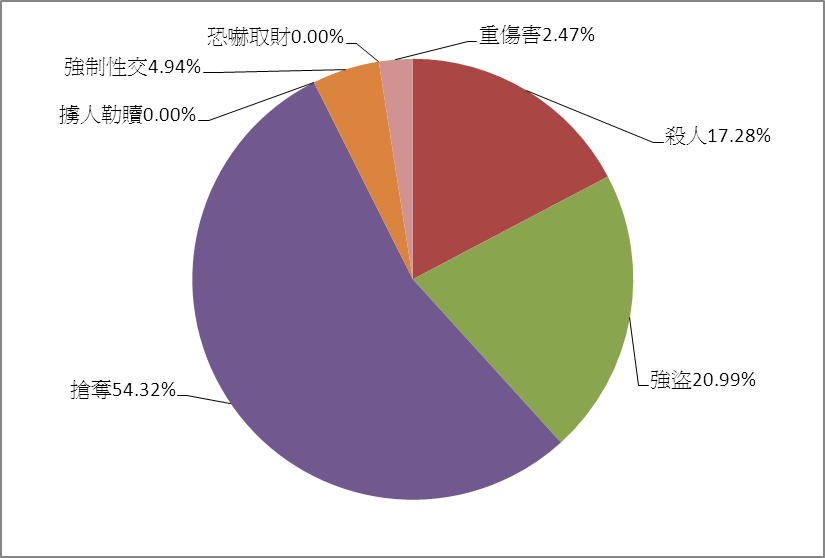 恐嚇取財0.00%
重傷害2.47%
強制性交4.94%
擄人勒贖0.00%
殺人17.28%
強盜20.99%
搶奪54.32%